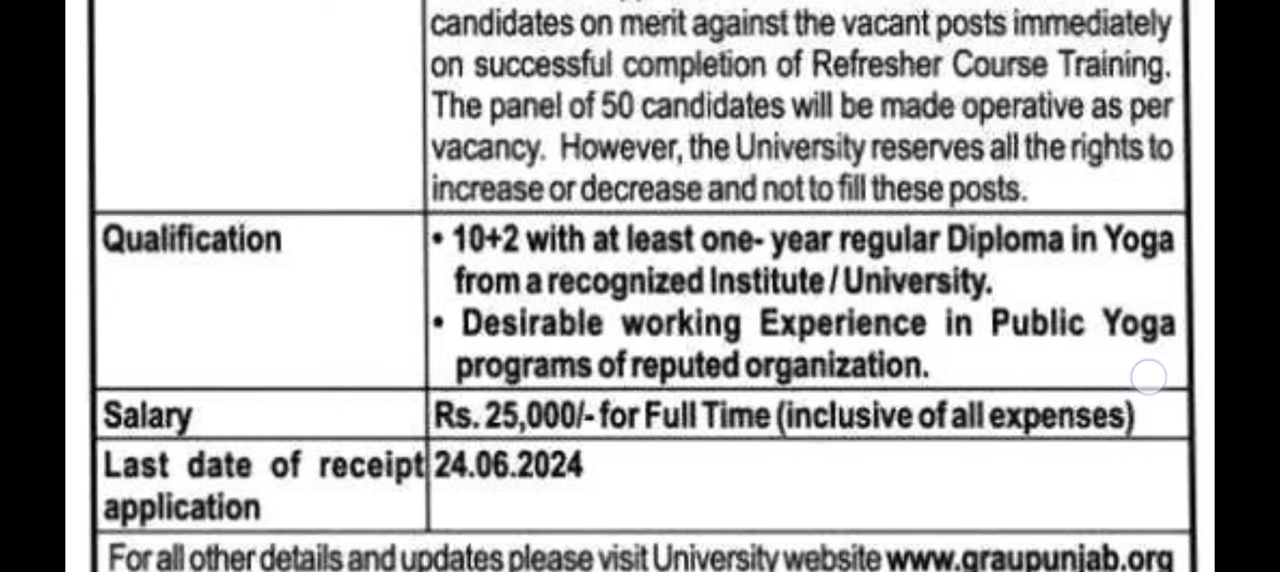 candidates on merit against the vacant posts immediately
on successful completion of Refresher Course Training.
The panel of 50 candidates will be made operative as per
vacancy. However, the University reserves all the rights to
increase or decrease and not to fill these posts.
Qualification
• 10+2 with at least one- year regular Diploma in Yoga
from a recognized Institute / University.
• Desirable working Experience in Public Yoga
programs of reputed organization.
Salary
Rs. 25,000/- for Full Time (inclusive of all expenses)
Last date of receipt
application
24.06.2024
For all other details and updates please visit University website www.graupunjab.org